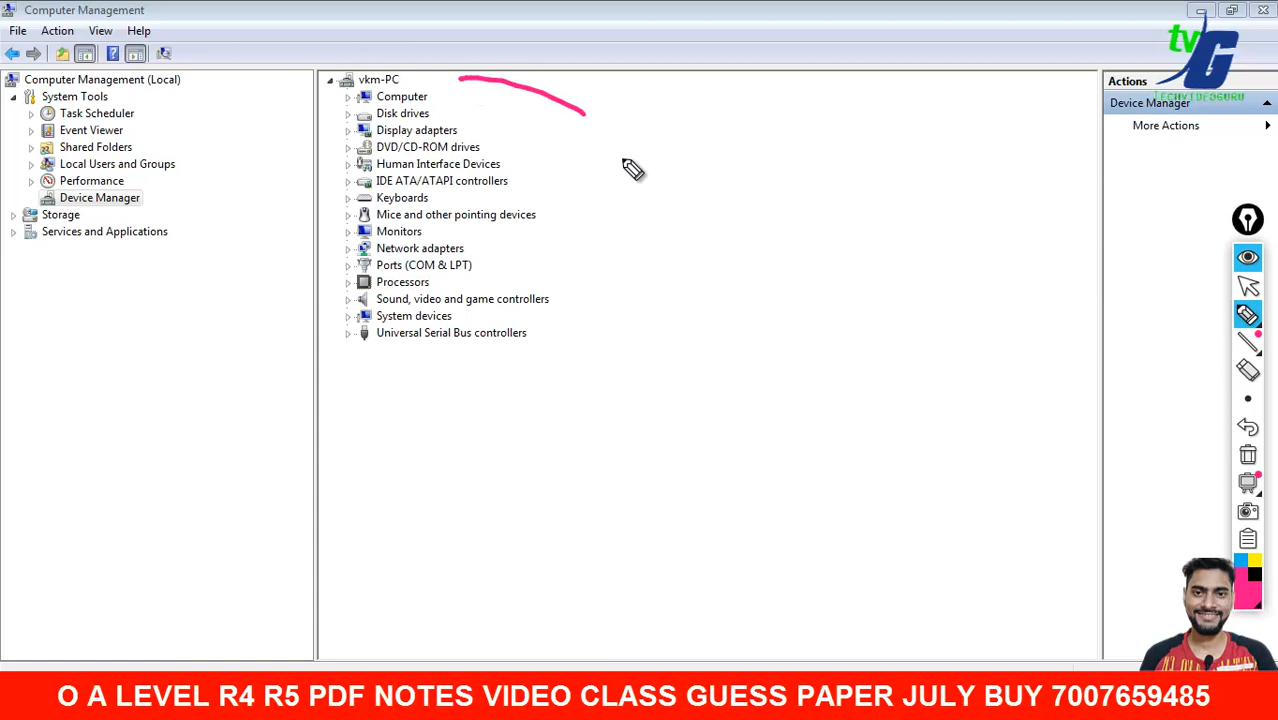 Computer Management
File Action View Help
Computer Management (Local)
System Tools
Task Scheduler
Event Viewer
Shared Folders
Local Users and Groups
Performance
Device Manager
Storage
Services and Applications
vkm-PC
Computer
Disk drives
Display adapters
DVD/CD-ROM drives
Human Interface Devices
IDE ATA/ATAPI controllers
Keyboards
Mice and other pointing devices
Monitors
Network adapters
Ports (COM & LPT)
Processors
Sound, video and game controllers
System devices
Universal Serial Bus controllers
Actions
Device Manager
More Actions
tvG
TECHVIDEOGURU
O A LEVEL R4 R5 PDF NOTES VIDEO CLASS GUESS PAPER JULY BUY 7007659485